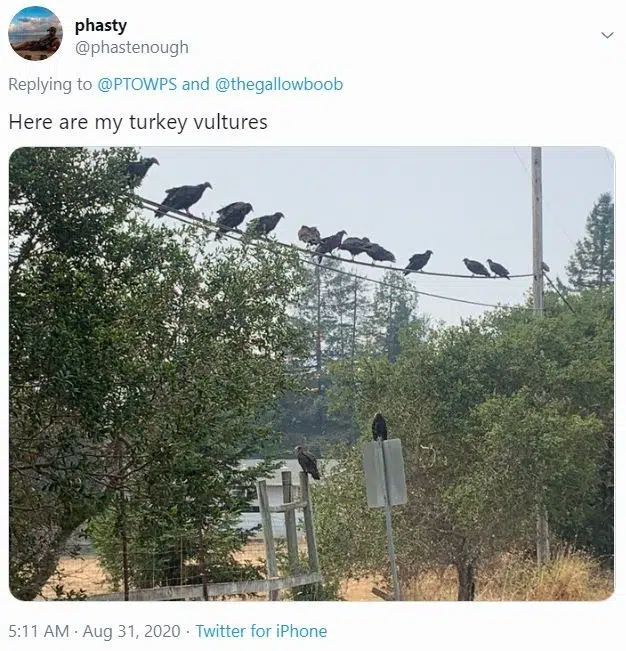 phasty
@phastenough
Replying to @PTOWPS and @thegallowboob
Here are my turkey vultures
5:11 AM · Aug 31, 2020 · Twitter for iPhone